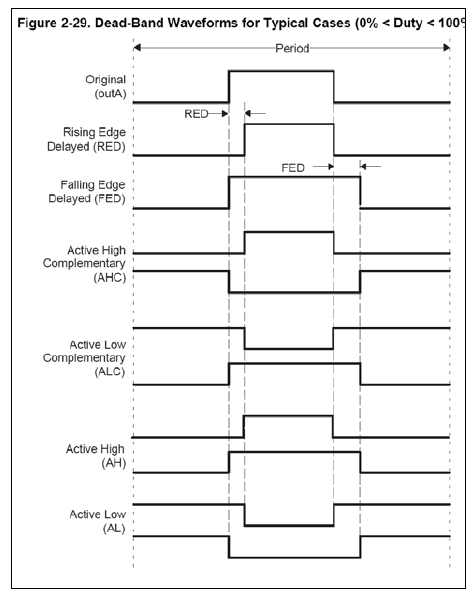 Figure 2-29. Dead-Band Waveforms for Typical Cases (0% < Duty < 100%
Period
Original
(outA)
RED
Rising Edge
Delayed (RED)
FED
Falling Edge
Delayed (FED)
Active High
Complementary
(AHC)
Active Low
Complementary
(ALC)
Active High
(AH)
Active Low
(AL)